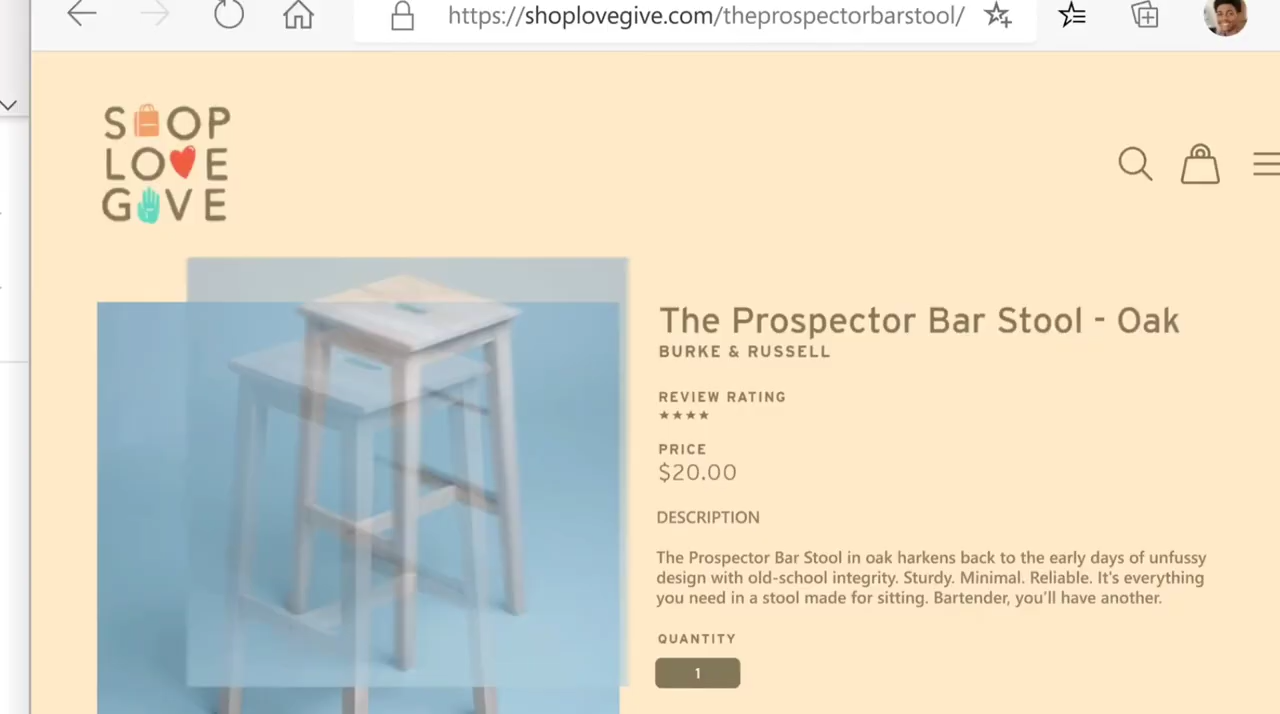 https://shoplovegive.com/theprospectorbarstool/
SHOP
LOVE
GIVE
The Prospector Bar Stool - Oak
BURKE & RUSSELL
REVIEW RATING
★★★★
PRICE
$20.00
DESCRIPTION
The Prospector Bar Stool in oak harkens back to the early days of unfussy
design with old-school integrity. Sturdy. Minimal. Reliable. It's everything
you need in a stool made for sitting. Bartender, you'll have another.
QUANTITY
1